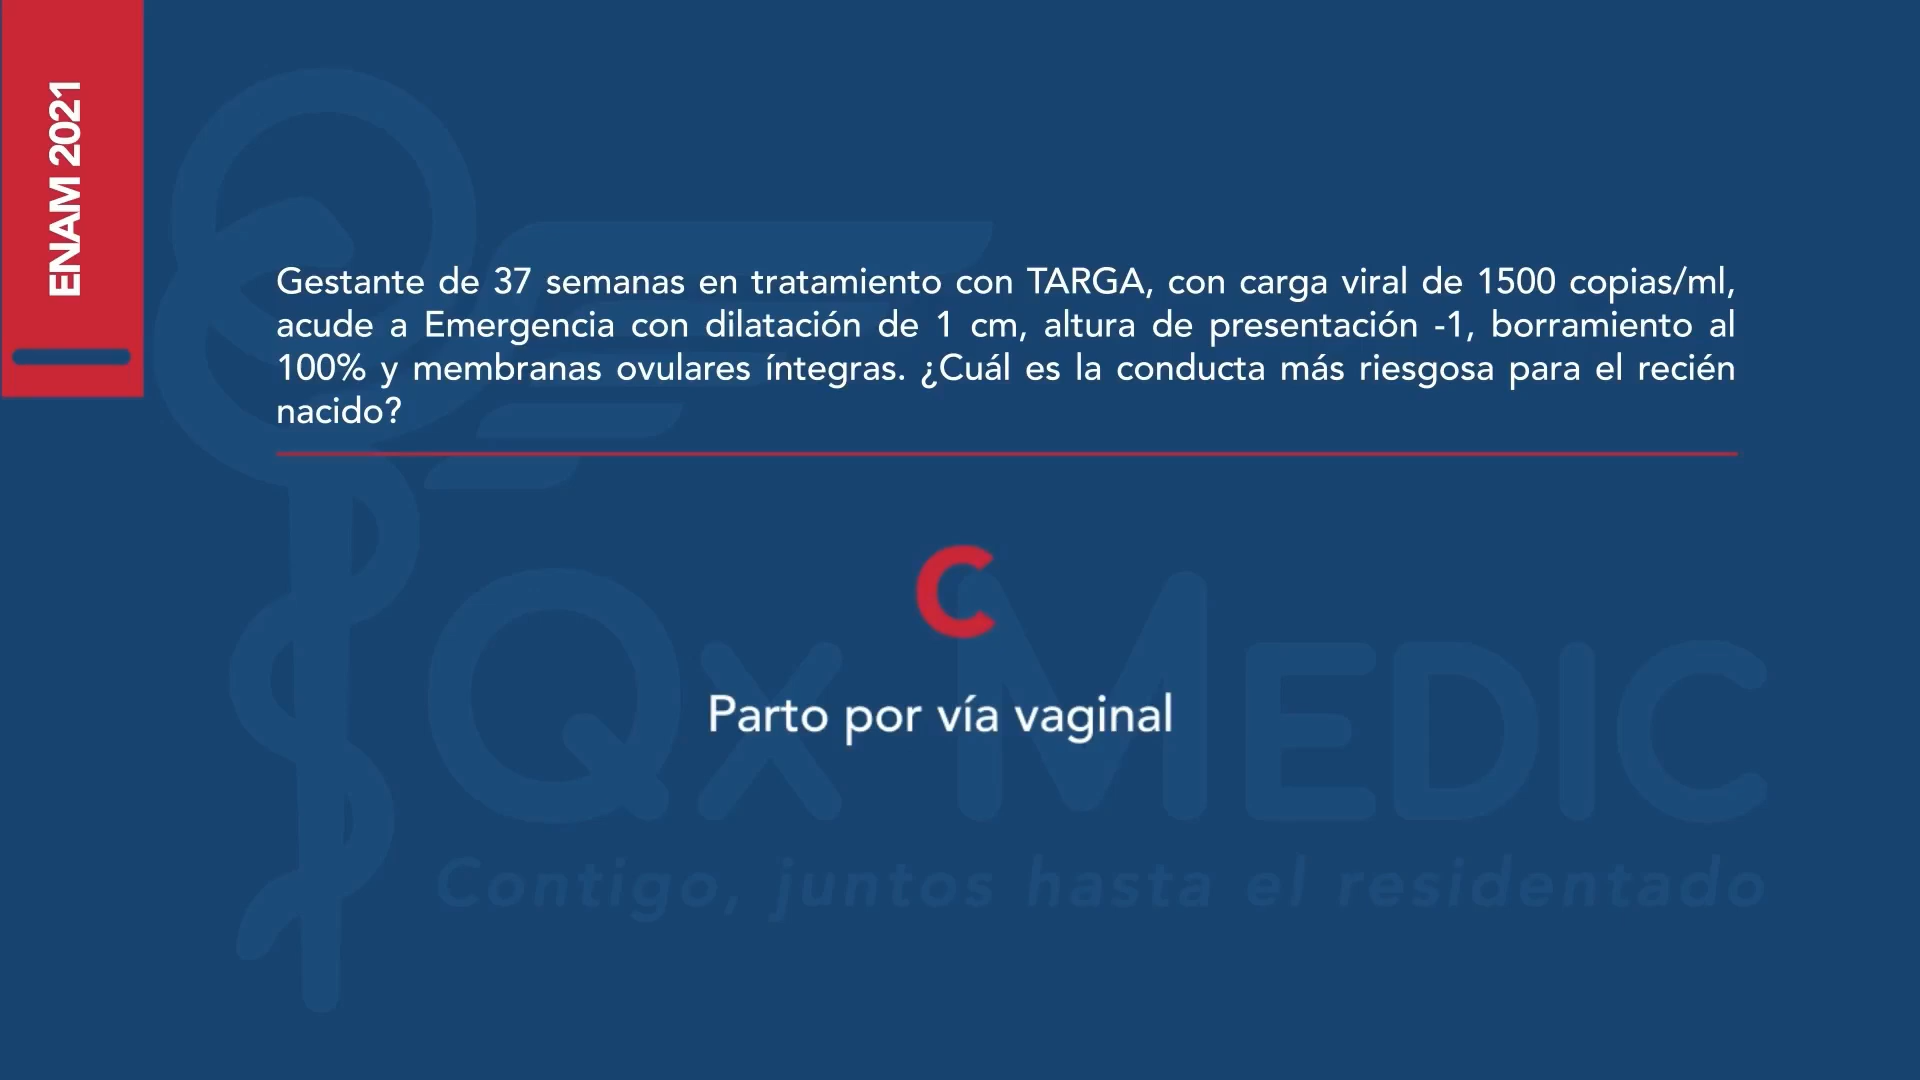 ENAM 2021
Gestante de 37 semanas en tratamiento con TARGA, con carga viral de 1500 copias/ml,
acude a Emergencia con dilatación de 1 cm, altura de presentación -1, borramiento al
100% y membranas ovulares íntegras. ¿Cuál es la conducta más riesgosa para el recién
nacido?
C
Parto por vía vaginal
Qx MEDIC
Contigo, juntos hasta el residentado